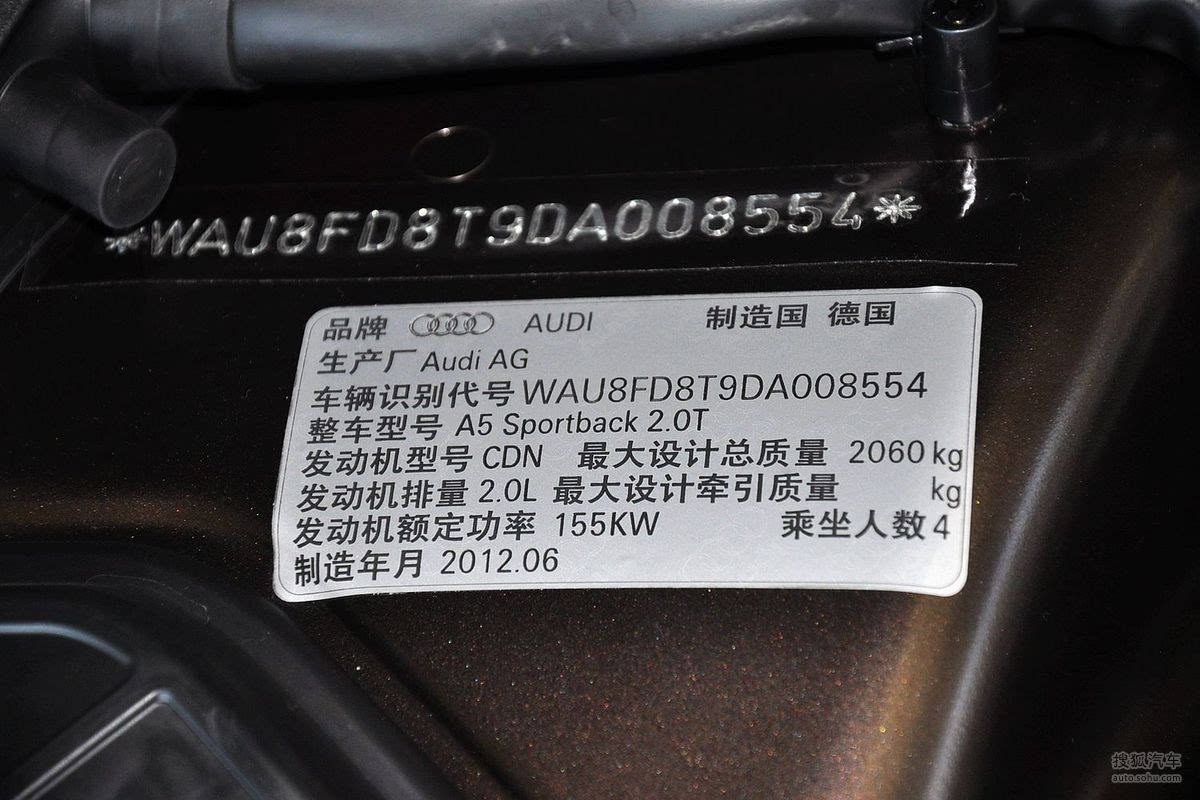 *WAU8FD8T9DA008554*
品牌 AUDI 制造国 德国
生产厂 Audi AG
车辆识别代号 WAU8FD8T9DA008554
整车型号 A5 Sportback 2.0T
发动机型号 CDN 最大设计总质量 2060 kg
发动机排量 2.0L 最大设计牵引质量 kg
发动机额定功率 155KW 乘坐人数 4
制造年月 2012.06
搜狐汽车
auto.sohu.com